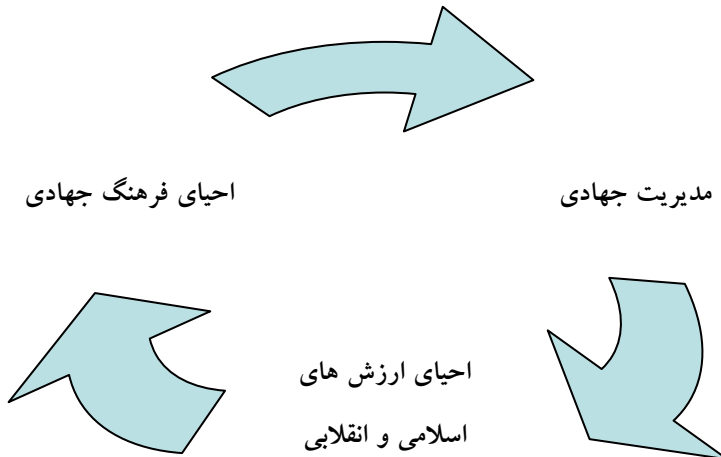 مدیریت جهادی
احیای فرهنگ جهادی
احیای ارزش های
اسلامی و انقلابی